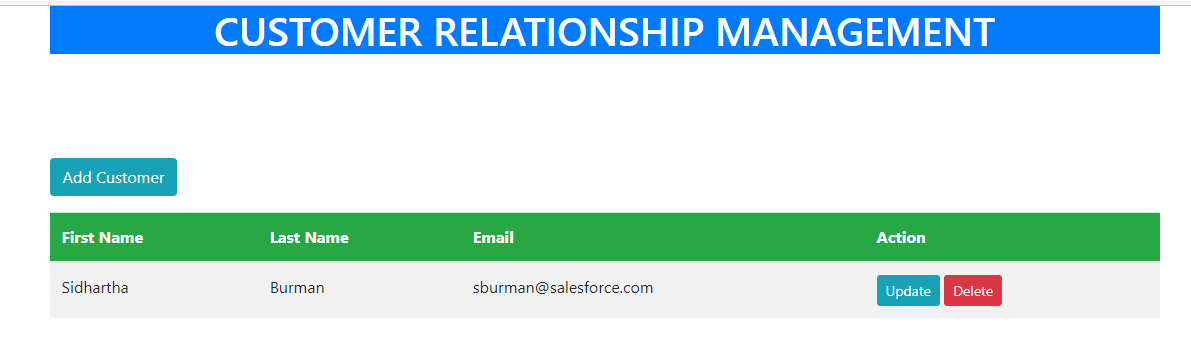 CUSTOMER RELATIONSHIP MANAGEMENT
Add Customer
First Name Last Name Email Action
Sidhartha Burman sburman@salesforce.com Update Delete